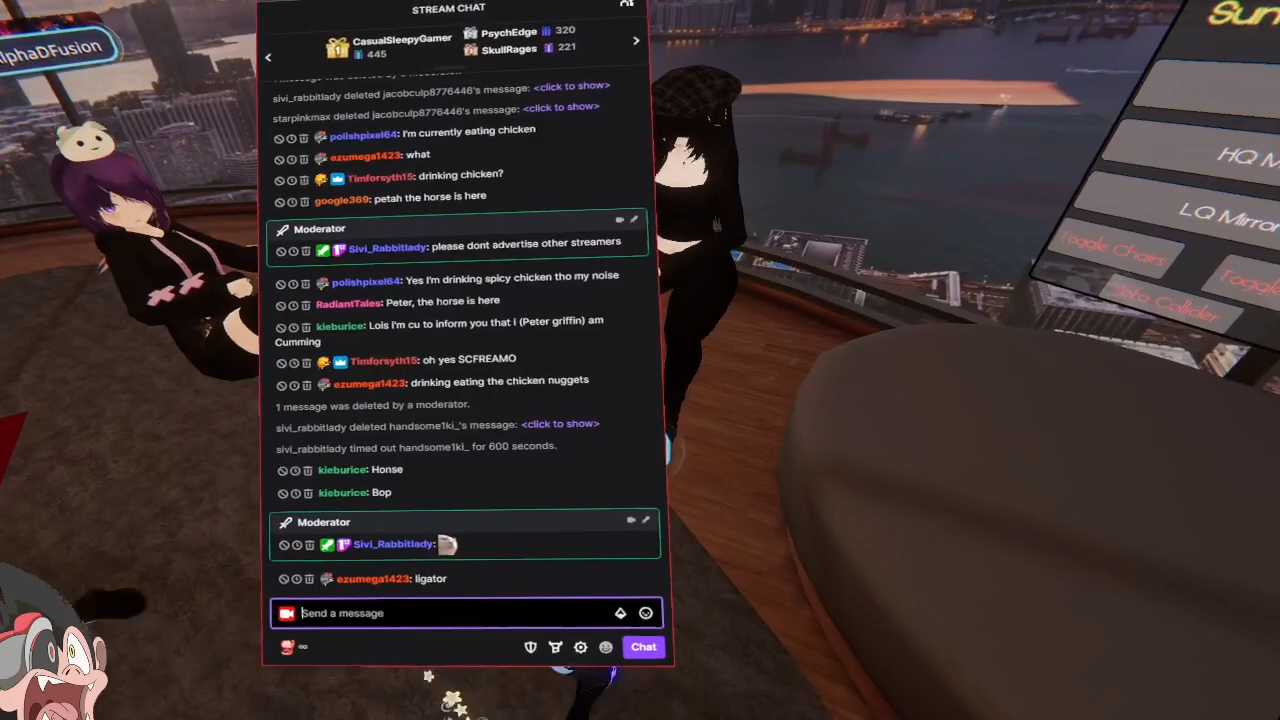 lphaDFusion
STREAM CHAT
CasualSleepyGamer
445
PsychEdge 320
SkullRages 221
sivi_rabbitlady deleted jacobculp8776446's message: <click to show>
starpinkmax deleted jacobculp8776446's message: <click to show>
polishpixel64: I'm currently eating chicken
ezumega1423: what
Timforsyth15: drinking chicken?
google369: petah the horse is here
Moderator
Sivi_Rabbitlady: please dont advertise other streamers
polishpixel64: Yes I'm drinking spicy chicken tho my noise
RadiantTales: Peter, the horse is here
kieburice: Lois i'm cu to inform you that i (Peter griffin) am
Cumming
Timforsyth15: oh yes SCFREAMO
ezumega1423: drinking eating the chicken nuggets
1 message was deleted by a moderator.
sivi_rabbitlady deleted handsome1ki_'s message: <click to show>
sivi_rabbitlady timed out handsome1ki_ for 600 seconds.
kieburice: Honse
kieburice: Bop
Moderator
Sivi_Rabbitlady:
ezumega1423: ligator
Send a message
Chat
Sun
HQ M
LQ Mirro
Toggle Chairs
Toggle
Sofa Collider